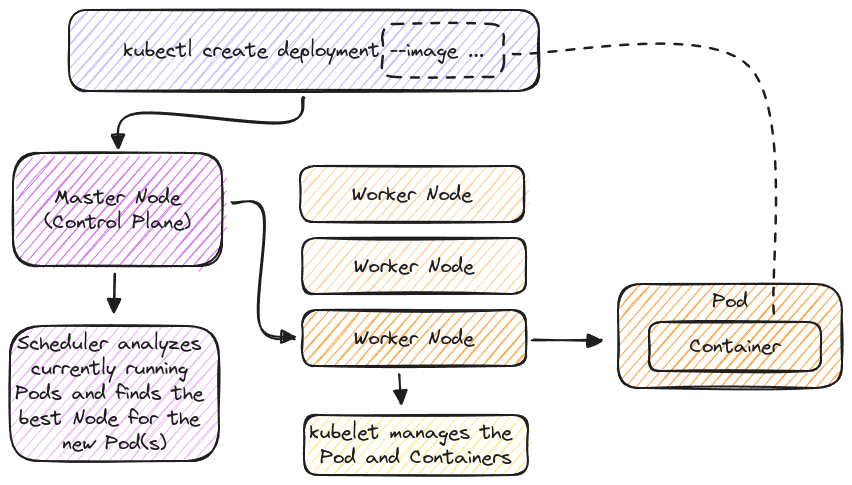 kubectl create deployment --image ...
Master Node
(Control Plane)
Worker Node
Worker Node
Worker Node
Pod
Container
Scheduler analyzes
currently running
Pods and finds the
best Node for the
new Pod(s)
kubelet manages the
Pod and Containers